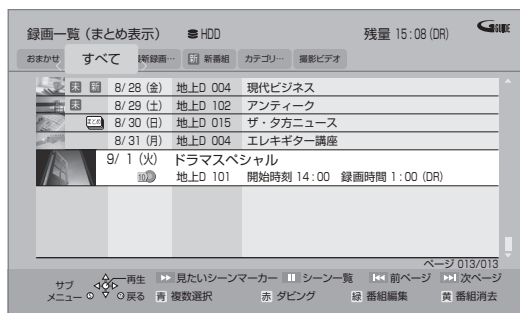 録画一覧（まとめ表示） HDD 残量 15:08 (DR) G-GUIDE
おまかせ すべて 最新録画… 新 新番組 カテゴリ… 撮影ビデオ
未 新 8/28 (金) 地上D 004 現代ビジネス
未 8/29 (土) 地上D 102 アンティーク
まとめ 8/30 (日) 地上D 015 ザ・夕方ニュース
8/31 (月) 地上D 004 エレキギター講座
9/ 1 (火) ドラマスペシャル
地上D 101 開始時刻 14:00 録画時間 1:00 (DR)
ページ 013/013
サブメニュー 再生 見たいシーンマーカー シーン一覧 前ページ 次ページ
戻る 青 複数選択 赤 ダビング 緑 番組編集 黄 番組消去